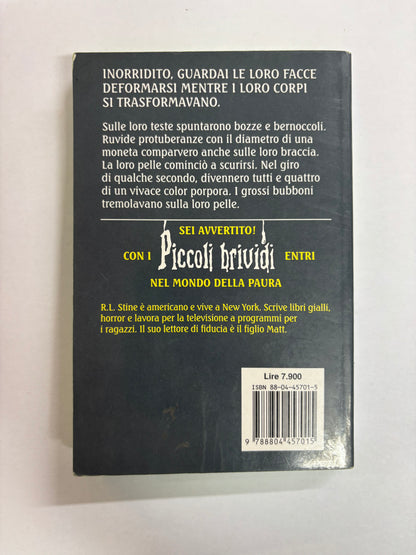 INORRIDITO, GUARDAI LE LORO FACCE
DEFORMARSI MENTRE I LORO CORPI
SI TRASFORMAVANO.
Sulle loro teste spuntarono bozze e bernoccoli.
Ruvide protuberanze con il diametro di una
moneta comparvero anche sulle loro braccia.
La loro pelle cominciò a scurirsi. Nel giro
di qualche secondo, divennero tutti e quattro
di un vivace color porpora. I grossi bubboni
tremolavano sulla loro pelle.
SEI AVVERTITO!
CON I Piccoli brividi ENTRI
NEL MONDO DELLA PAURA
R.L. Stine è americano e vive a New York. Scrive libri gialli,
horror e lavora per la televisione a programmi per
i ragazzi. Il suo lettore di fiducia è il figlio Matt.
Lire 7.900
ISBN 88-04-45701-5
9 788804 457015